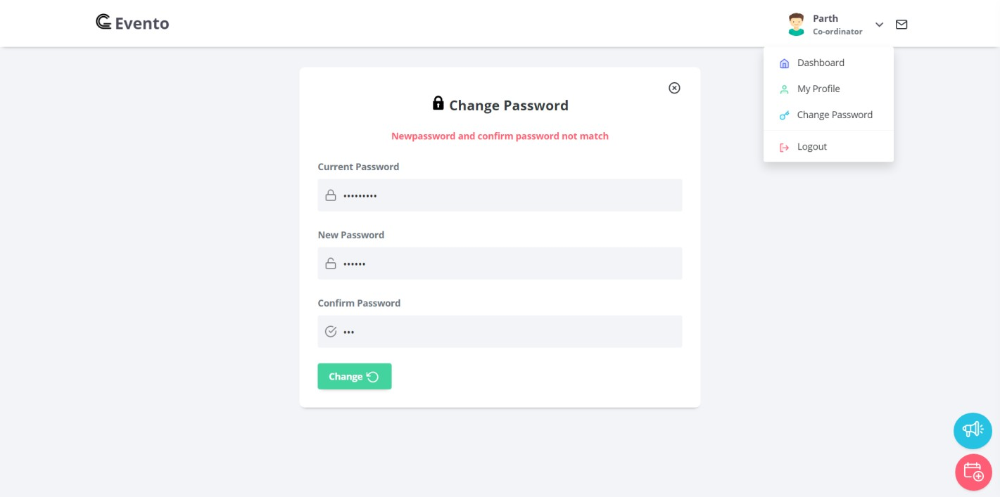 Evento
Parth
Co-ordinator
Dashboard
My Profile
Change Password
Logout
Change Password
Newpassword and confirm password not match
Current Password
•••••••••
New Password
••••••
Confirm Password
•••
Change